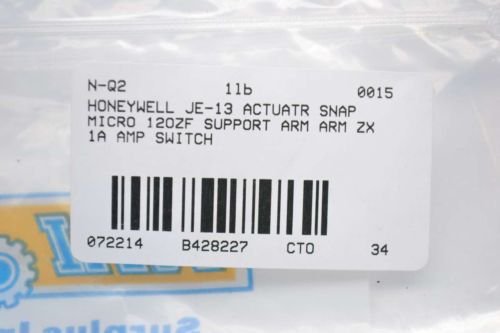 N-Q2 1lb 0015
HONEYWELL JE-13 ACTUATR SNAP
MICRO 12OZF SUPPORT ARM ARM ZX
1A AMP SWITCH
072214 B428227 CTO 34
Surplus